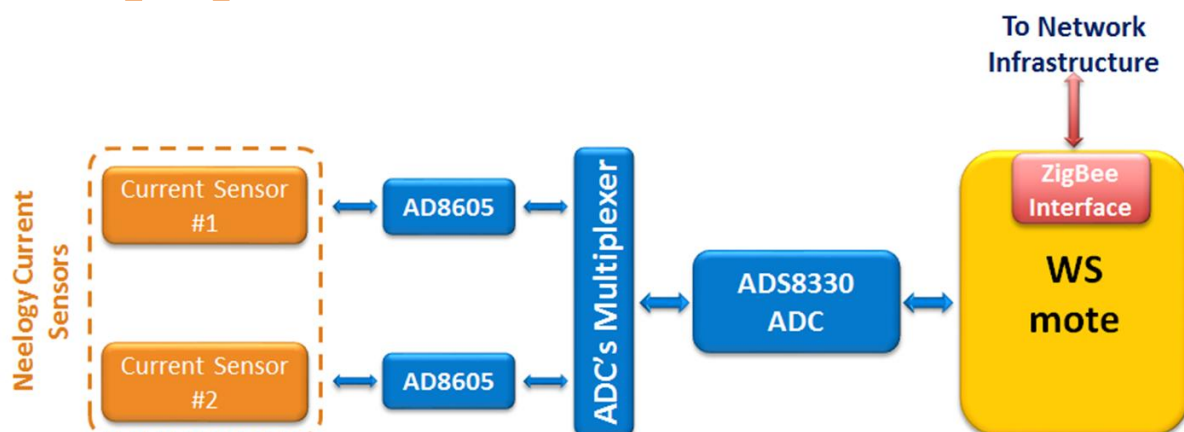 To Network
Infrastructure
ZigBee
Interface
WS
mote
Neelogy Current
Sensors
Current Sensor
#1
AD8605
ADC's Multiplexer
ADS8330
ADC
Current Sensor
#2
AD8605